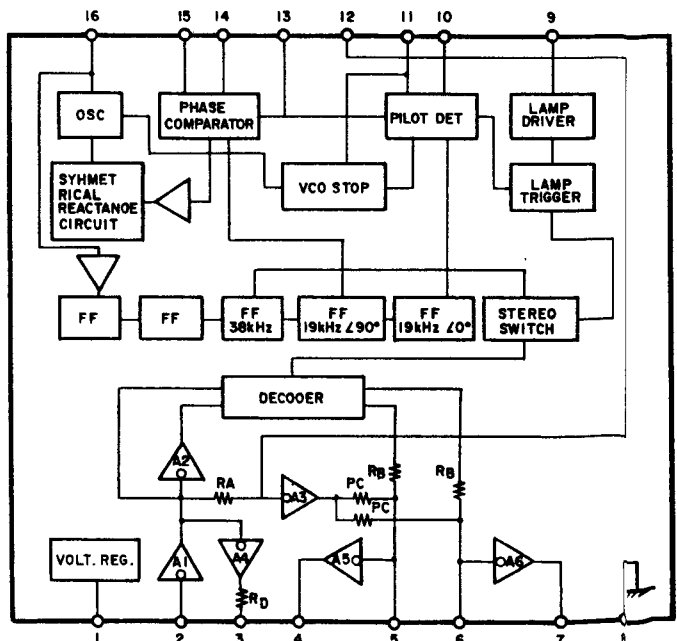 16 15 14 13 12 11 10 9
OSC
PHASE
COMPARATOR
PILOT DET
LAMP
DRIVER
SYHMET
RICAL
REACTANOE
CIRCUIT
VCO STOP
LAMP
TRIGGER
FF
FF
FF
38kHz
FF
19kHz ∠90°
FF
19kHz ∠0°
STEREO
SWITCH
DECOOER
A2
RA
A3
PC
PC
RB
RB
VOLT. REG.
A1
A4
RD
A5
A6
1 2 3 4 5 6 7